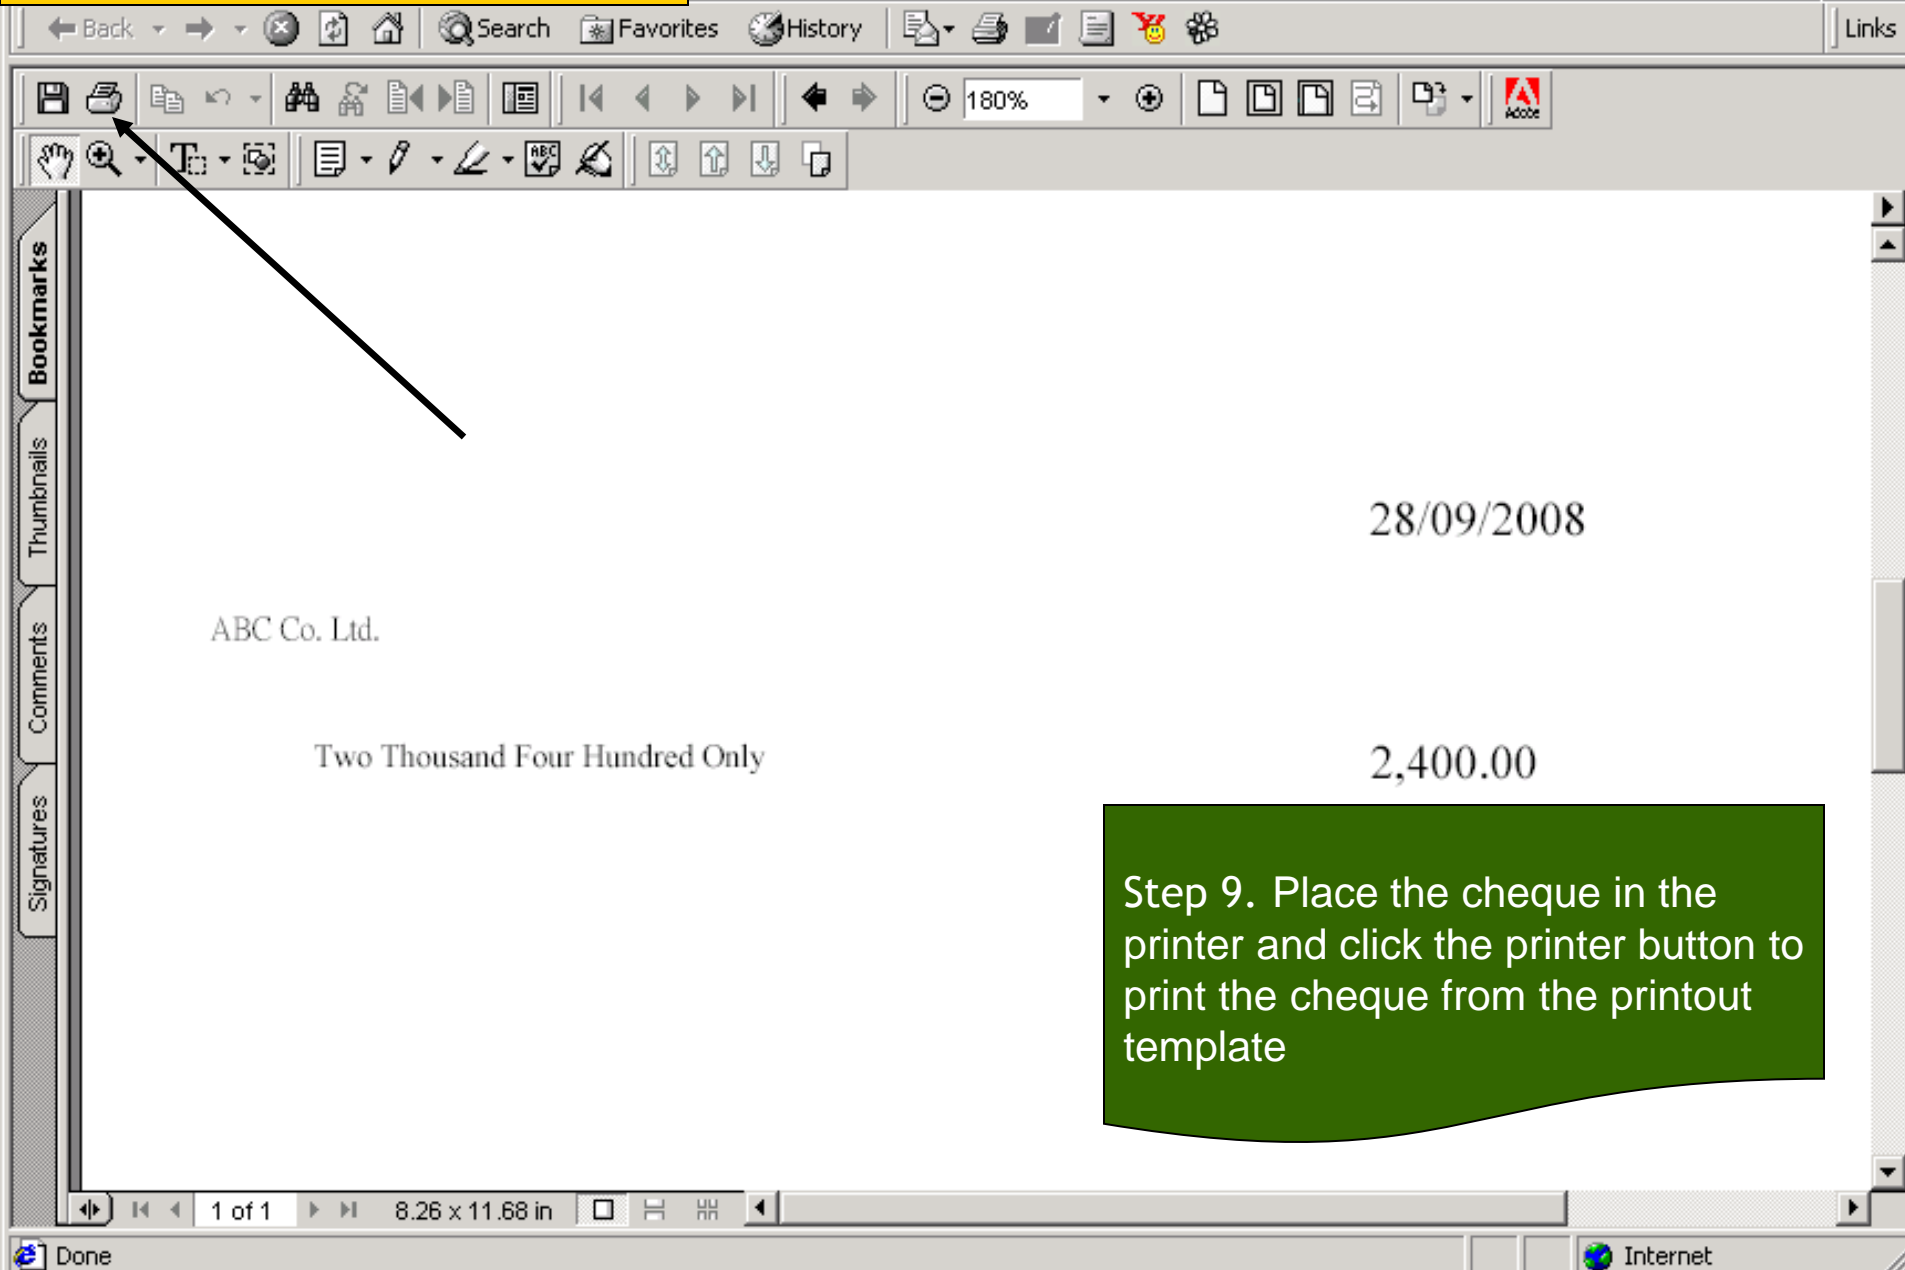 Back Search Favorites History Links
180% Adobe
ABC
Bookmarks
Thumbnails
Comments
Signatures
28/09/2008
ABC Co. Ltd.
Two Thousand Four Hundred Only 2,400.00
Step 9. Place the cheque in the
printer and click the printer button to
print the cheque from the printout
template
1 of 1 8.26 x 11.68 in
Done Internet